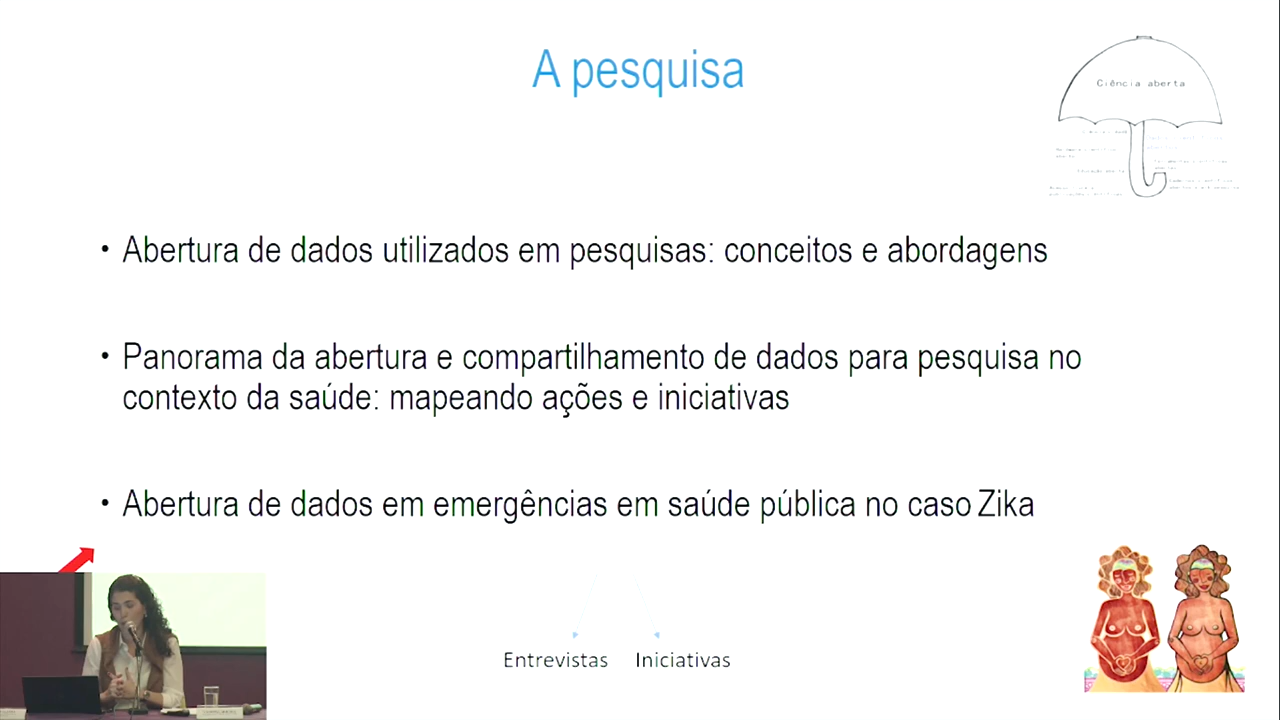 A pesquisa
Ciência aberta
• Abertura de dados utilizados em pesquisas: conceitos e abordagens
• Panorama da abertura e compartilhamento de dados para pesquisa no
contexto da saúde: mapeando ações e iniciativas
• Abertura de dados em emergências em saúde pública no caso Zika
Entrevistas Iniciativas